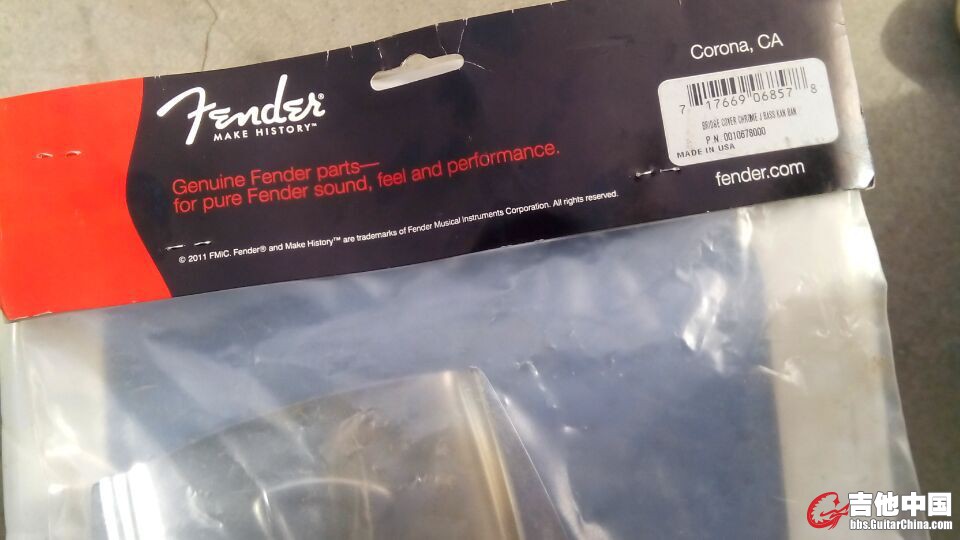 Fender®
MAKE HISTORY™
Genuine Fender parts—
for pure Fender sound, feel and performance.
© 2011 FMIC. Fender® and Make History™ are trademarks of Fender Musical Instruments Corporation. All rights reserved.
Corona, CA
7 17669 06857 8
BRIDGE COVER CHROME J BASS KAN BAN
P.N. 0010678000
MADE IN USA
fender.com
吉他中国
bbs.GuitarChina.com